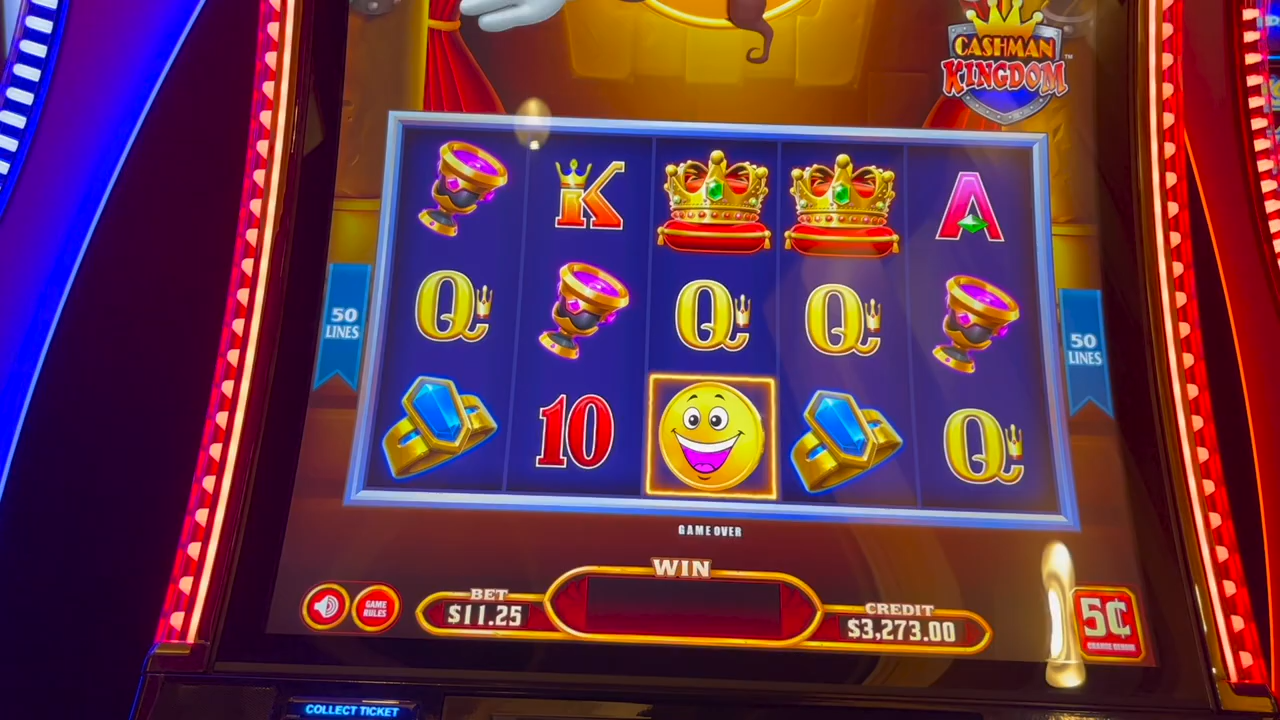 CASHMAN
KINGDOM™
K
A
50
LINES
Q
Q
Q
50
LINES
10
Q
GAME OVER
WIN
GAME
RULES
BET
$11.25
CREDIT
$3,273.00
5¢
COLLECT TICKET